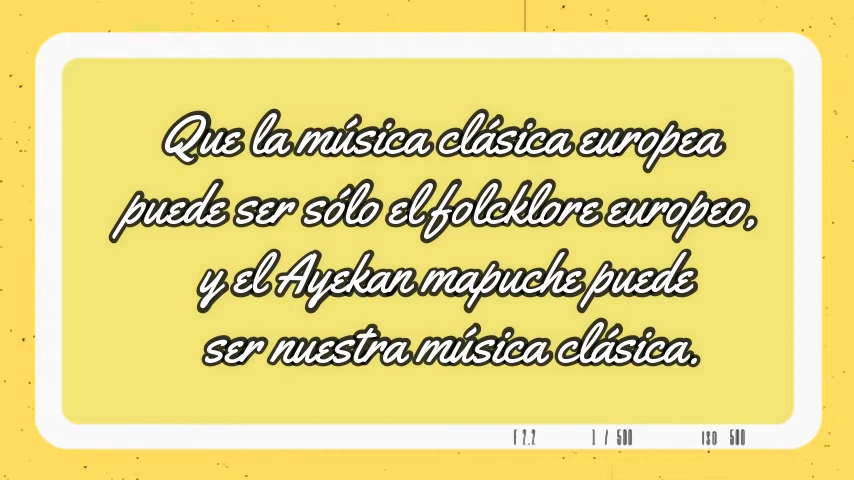 Que la música clásica europea
puede ser sólo el folcklore europeo,
y el Ayekan mapuche puede
ser nuestra música clásica.
f 2.2 1 / 500 ISO 500